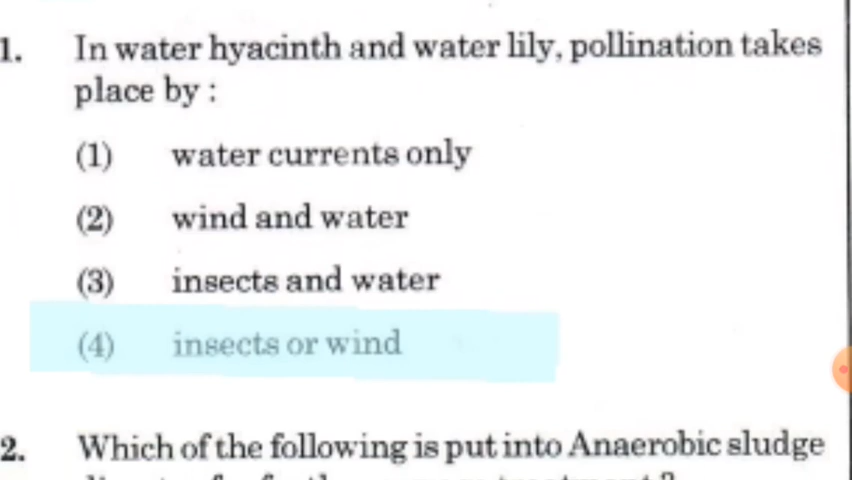 1. In water hyacinth and water lily, pollination takes
place by :
(1) water currents only
(2) wind and water
(3) insects and water
(4) insects or wind
2. Which of the following is put into Anaerobic sludge